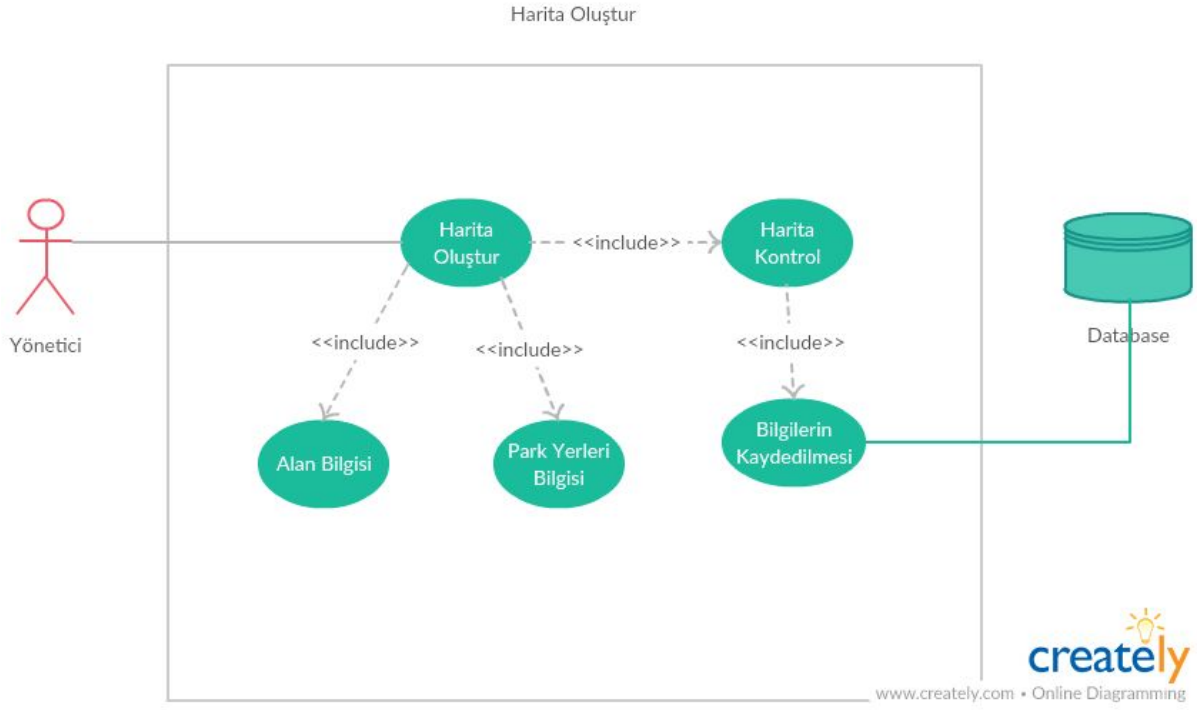 Harita Oluştur
Harita
Oluştur
<<include>>
Harita
Kontrol
Yönetici
<<include>>
<<include>>
<<include>>
Database
Alan Bilgisi
Park Yerleri
Bilgisi
Bilgilerin
Kaydedilmesi
creately
www.creately.com • Online Diagramming